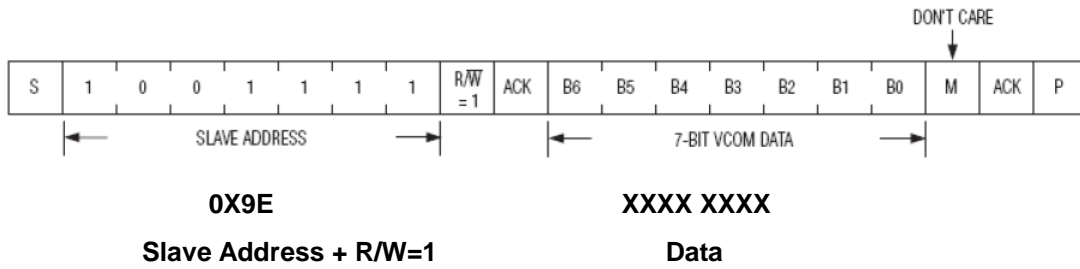 DON'T CARE
S 1 0 0 1 1 1 1 R/W̅ = 1 ACK B6 B5 B4 B3 B2 B1 B0 M ACK P
SLAVE ADDRESS 7-BIT VCOM DATA
0X9E XXXX XXXX
Slave Address + R/W=1 Data